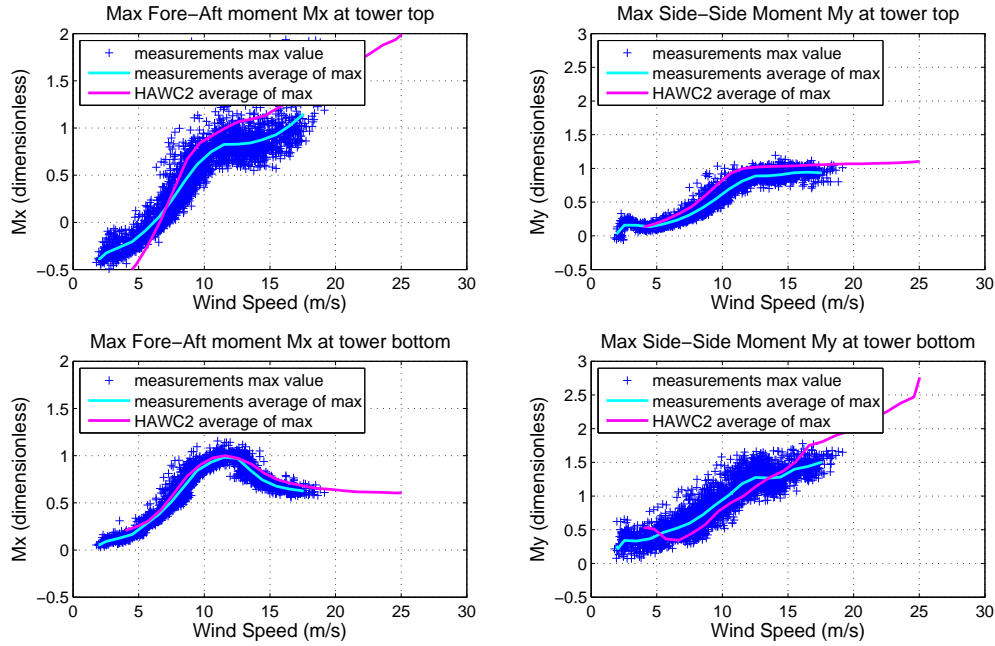 Max Fore−Aft moment Mx at tower top
Mx (dimensionless)
2
1.5
1
0.5
0
−0.5
measurements max value
measurements average of max
HAWC2 average of max
0 5 10 15 20 25 30
Wind Speed (m/s)
Max Side−Side Moment My at tower top
My (dimensionless)
3
2.5
2
1.5
1
0.5
0
−0.5
measurements max value
measurements average of max
HAWC2 average of max
0 5 10 15 20 25 30
Wind Speed (m/s)
Max Fore−Aft moment Mx at tower bottom
Mx (dimensionless)
2
1.5
1
0.5
0
−0.5
measurements max value
measurements average of max
HAWC2 average of max
0 5 10 15 20 25 30
Wind Speed (m/s)
Max Side−Side Moment My at tower bottom
My (dimensionless)
3
2.5
2
1.5
1
0.5
0
−0.5
measurements max value
measurements average of max
HAWC2 average of max
0 5 10 15 20 25 30
Wind Speed (m/s)